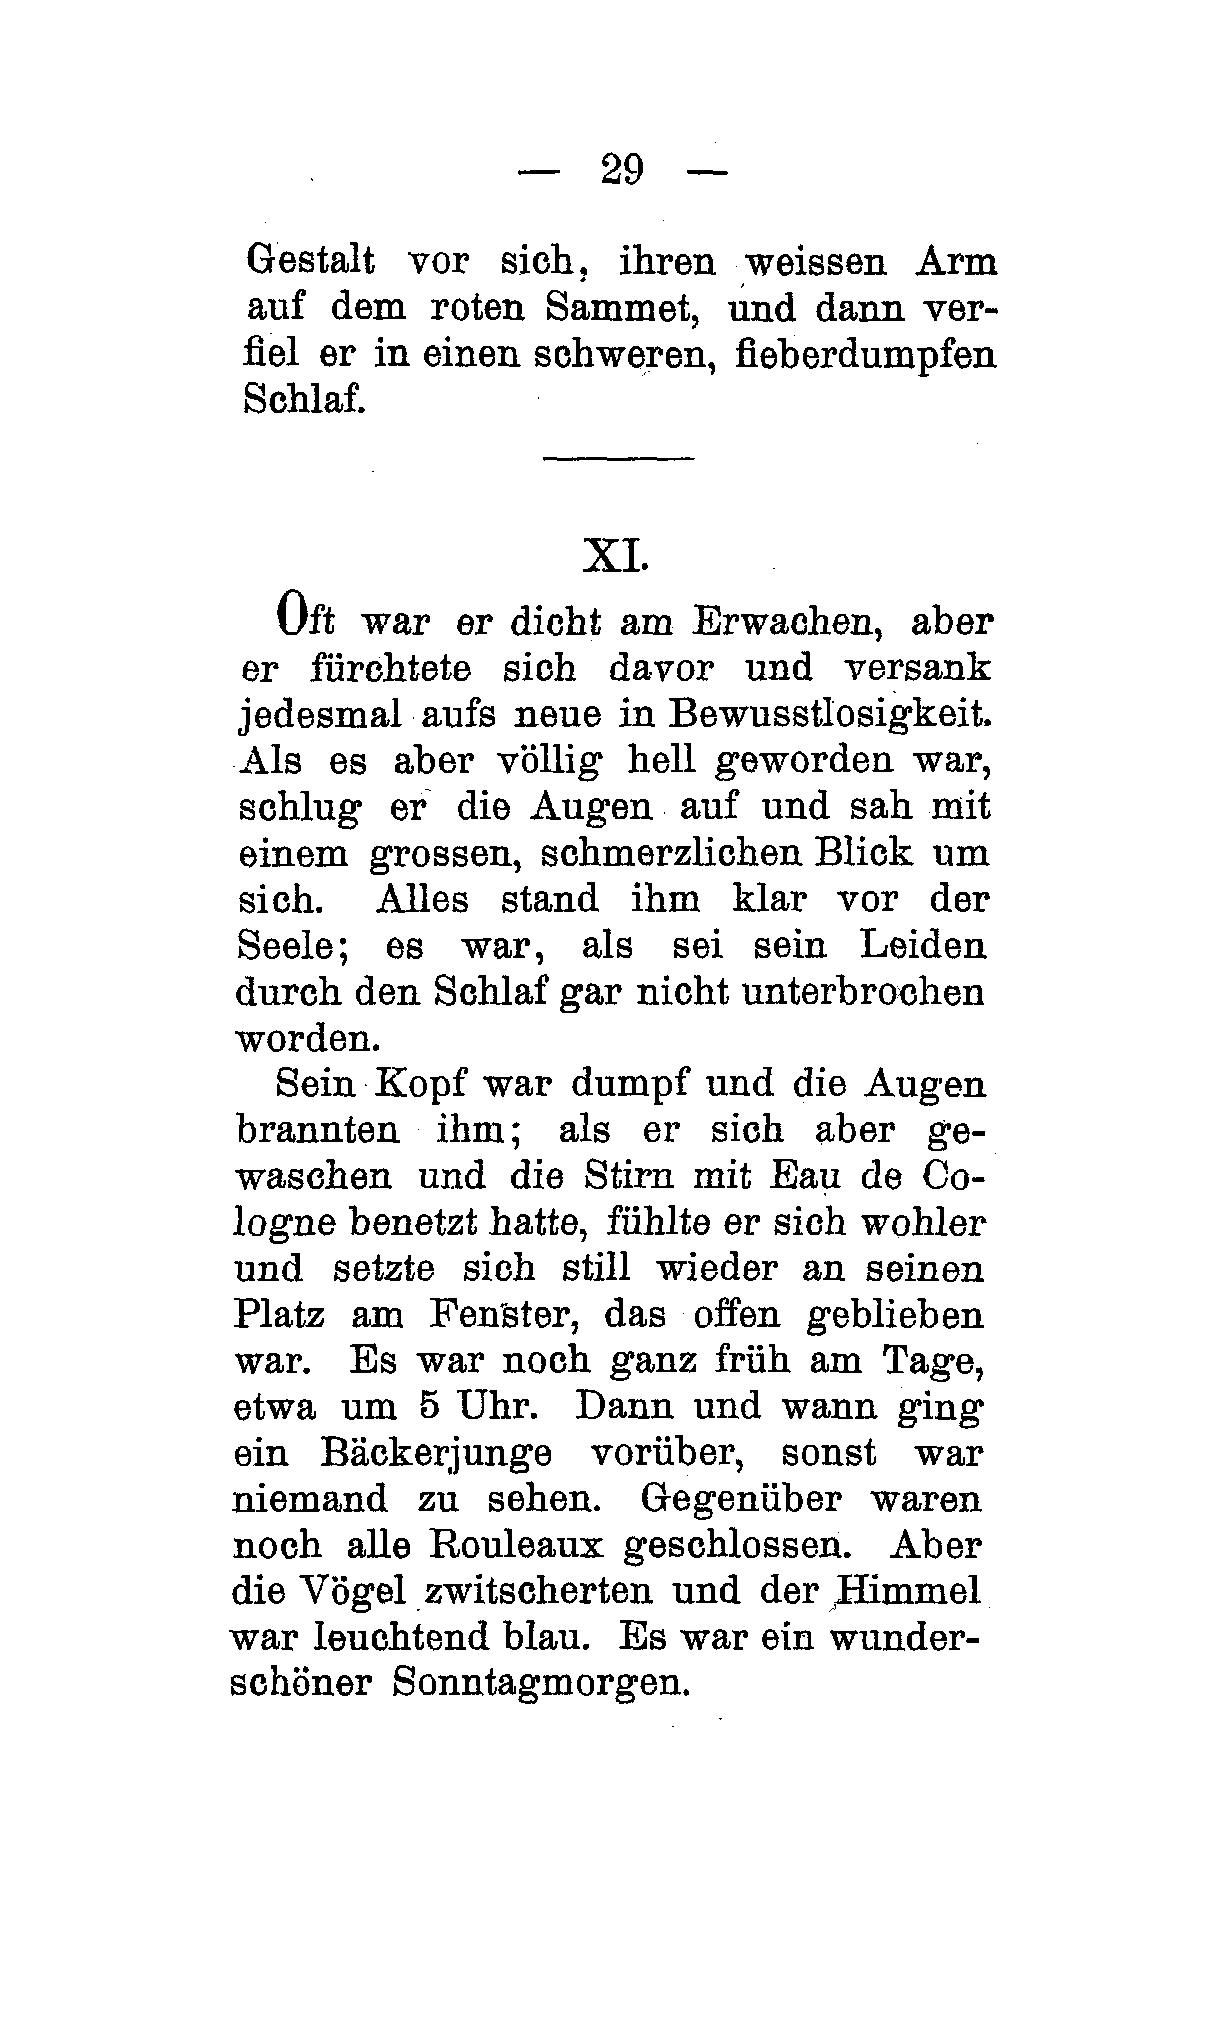 — 29 —
Gestalt vor sich, ihren weissen Arm
auf dem roten Sammet, und dann ver-
fiel er in einen schweren, fieberdumpfen
Schlaf.
XI.
Oft war er dicht am Erwachen, aber
er fürchtete sich davor und versank
jedesmal aufs neue in Bewusstlosigkeit.
Als es aber völlig hell geworden war,
schlug er die Augen auf und sah mit
einem grossen, schmerzlichen Blick um
sich. Alles stand ihm klar vor der
Seele; es war, als sei sein Leiden
durch den Schlaf gar nicht unterbrochen
worden.
Sein Kopf war dumpf und die Augen
brannten ihm; als er sich aber ge-
waschen und die Stirn mit Eau de Co-
logne benetzt hatte, fühlte er sich wohler
und setzte sich still wieder an seinen
Platz am Fenster, das offen geblieben
war. Es war noch ganz früh am Tage,
etwa um 5 Uhr. Dann und wann ging
ein Bäckerjunge vorüber, sonst war
niemand zu sehen. Gegenüber waren
noch alle Rouleaux geschlossen. Aber
die Vögel zwitscherten und der Himmel
war leuchtend blau. Es war ein wunder-
schöner Sonntagmorgen.